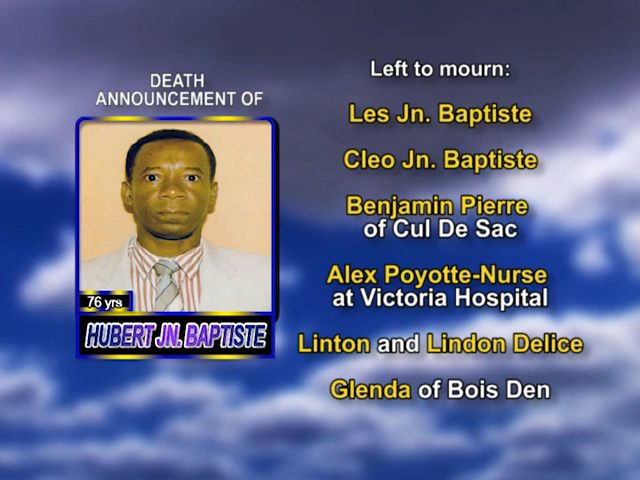 DEATH
ANNOUNCEMENT OF
76 yrs
HUBERT JN. BAPTISTE
Left to mourn:
Les Jn. Baptiste
Cleo Jn. Baptiste
Benjamin Pierre
of Cul De Sac
Alex Poyotte-Nurse
at Victoria Hospital
Linton and Lindon Delice
Glenda of Bois Den